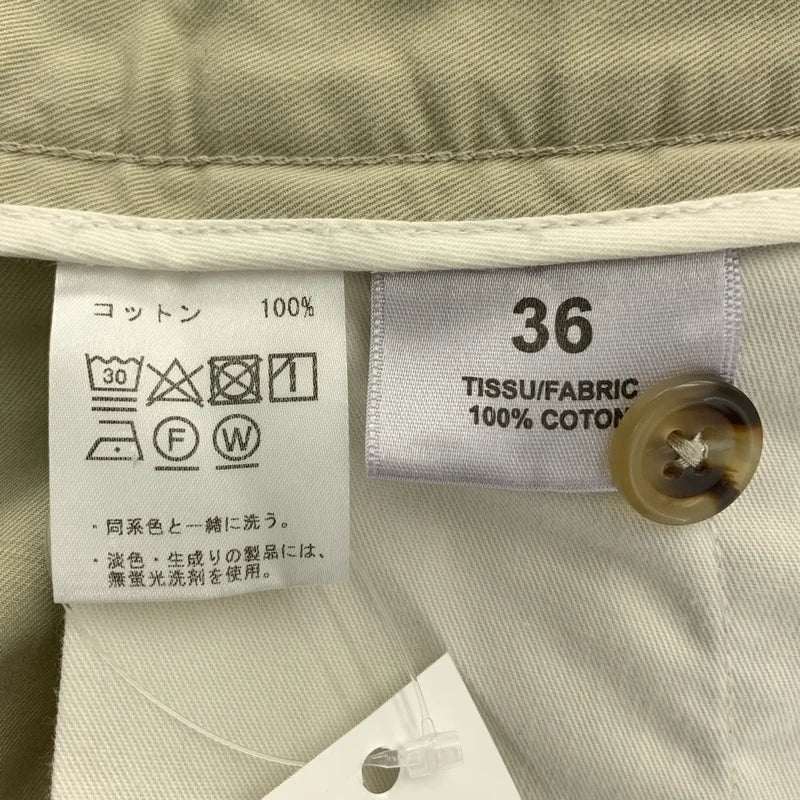 コットン 100%
30
F W
・同系色と一緒に洗う。
・淡色・生成りの製品には、
無蛍光洗剤を使用。
36
TISSU/FABRIC
100% COTON